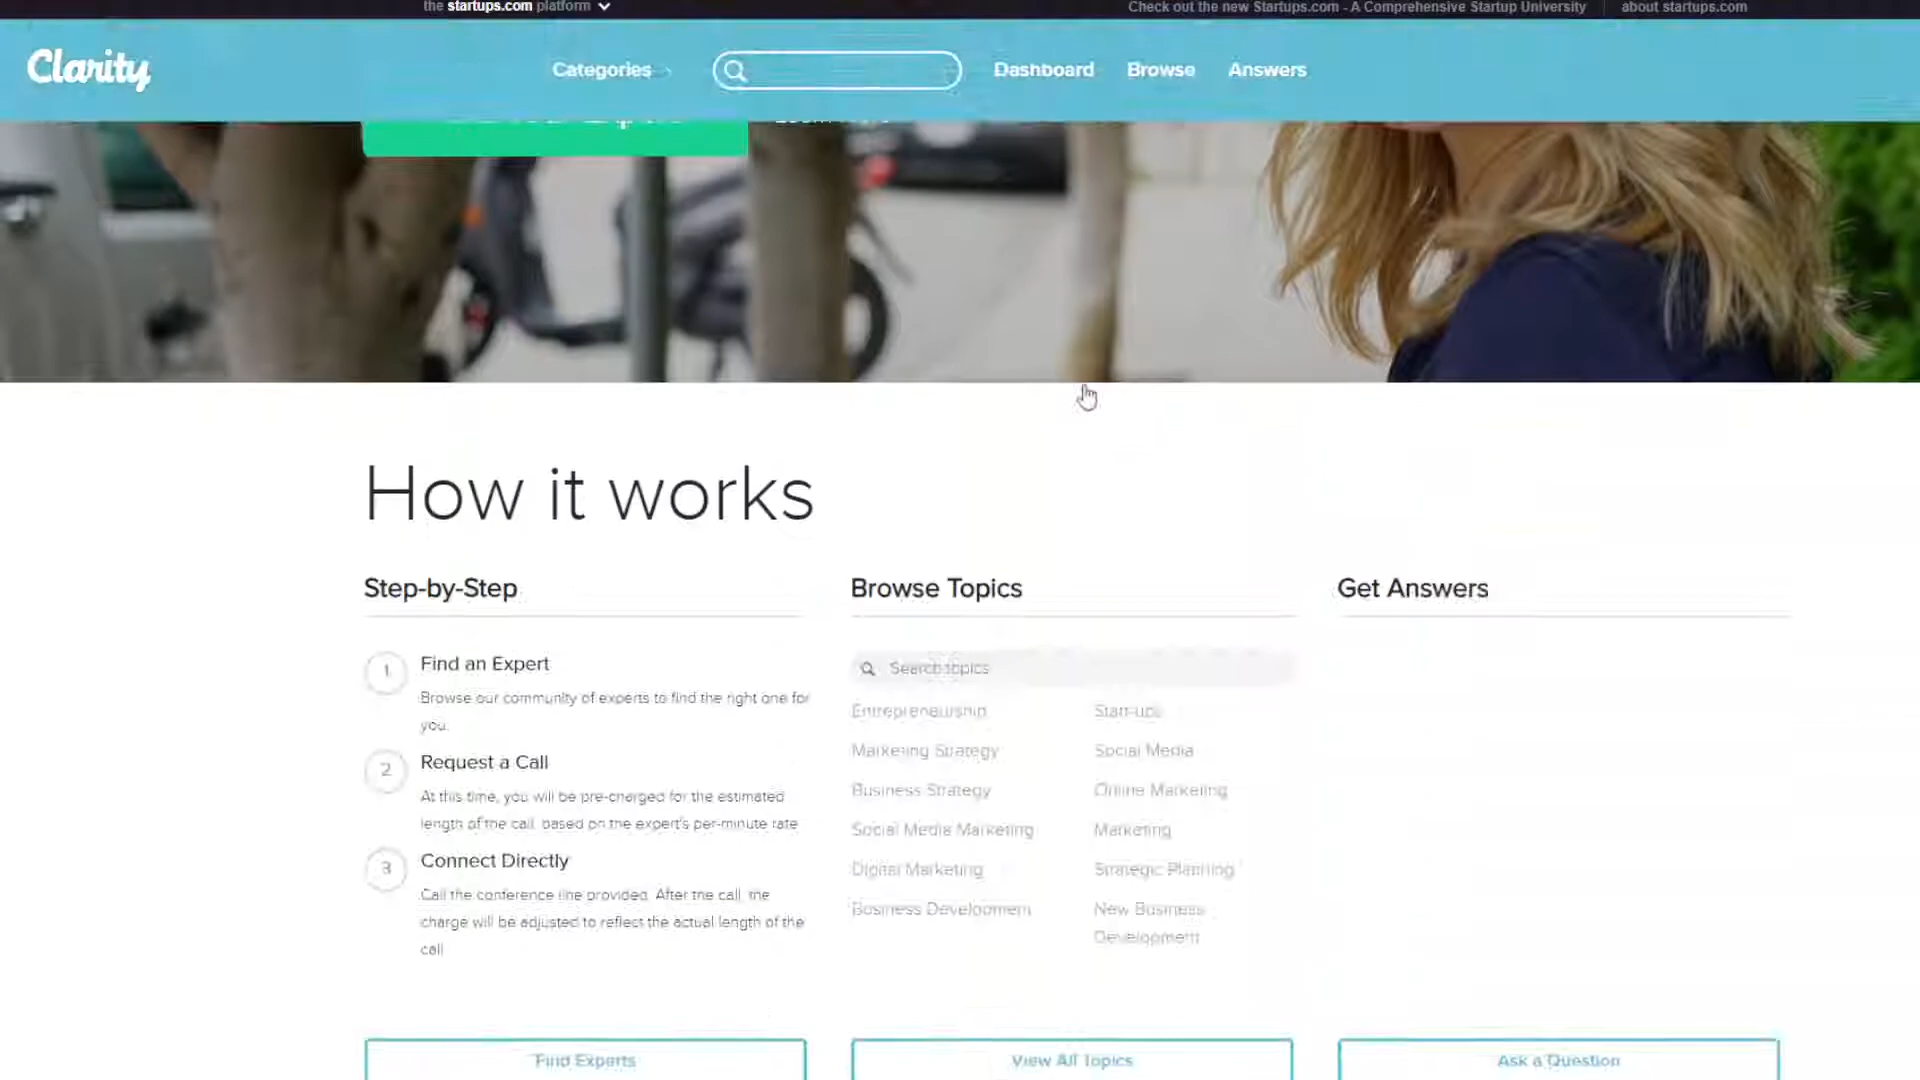 the startups.com platform
Check out the new Startups.com - A Comprehensive Startup University
about startups.com
Clarity
Categories
Dashboard
Browse
Answers
How it works
Step-by-Step
1
Find an Expert
Browse our community of experts to find the right one for
you.
2
Request a Call
At this time, you will be pre-charged for the estimated
length of the call, based on the expert's per-minute rate
3
Connect Directly
Call the conference line provided. After the call, the
charge will be adjusted to reflect the actual length of the
call
Find Experts
Browse Topics
Search topics
Entrepreneurship
Start-ups
Marketing Strategy
Social Media
Business Strategy
Online Marketing
Social Media Marketing
Marketing
Digital Marketing
Strategic Planning
Business Development
New Business
Development
View All Topics
Get Answers
Ask a Question